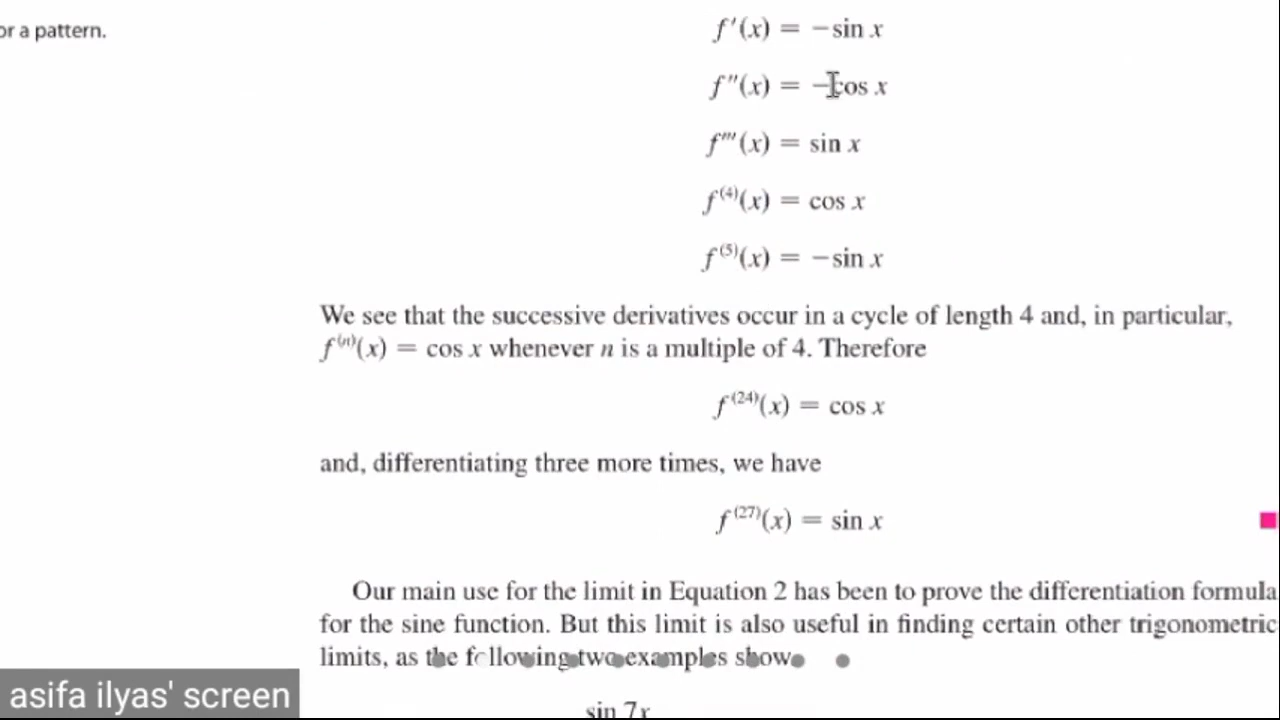 or a pattern.
f′(x) = −sin x
f″(x) = −cos x
f‴(x) = sin x
f⁽⁴⁾(x) = cos x
f⁽⁵⁾(x) = −sin x
We see that the successive derivatives occur in a cycle of length 4 and, in particular,
f⁽ⁿ⁾(x) = cos x whenever n is a multiple of 4. Therefore
f⁽²⁴⁾(x) = cos x
and, differentiating three more times, we have
f⁽²⁷⁾(x) = sin x
Our main use for the limit in Equation 2 has been to prove the differentiation formula
for the sine function. But this limit is also useful in finding certain other trigonometric
limits, as the following two examples show.
asifa ilyas' screen
sin 7x